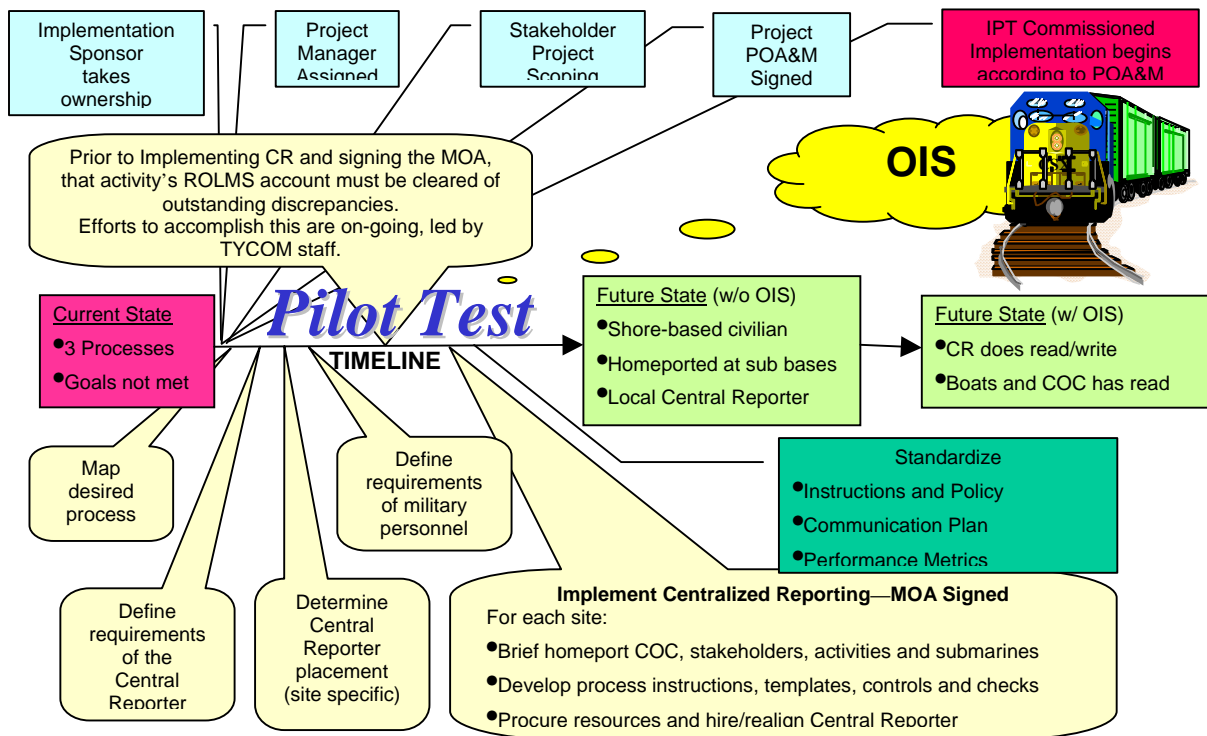 Implementation
Sponsor
takes
ownership
Project
Manager
Assigned
Stakeholder
Project
Scoping
Project
POA&M
Signed
IPT Commissioned
Implementation begins
according to POA&M
Prior to Implementing CR and signing the MOA,
that activity's ROLMS account must be cleared of
outstanding discrepancies.
Efforts to accomplish this are on-going, led by
TYCOM staff.
OIS
CSX
Current State
•3 Processes
•Goals not met
Pilot Test
TIMELINE
Future State (w/o OIS)
•Shore-based civilian
•Homeported at sub bases
•Local Central Reporter
Future State (w/ OIS)
•CR does read/write
•Boats and COC has read
Map
desired
process
Define
requirements
of military
personnel
Standardize
•Instructions and Policy
•Communication Plan
•Performance Metrics
Define
requirements
of the
Central
Reporter
Determine
Central
Reporter
placement
(site specific)
Implement Centralized Reporting—MOA Signed
For each site:
•Brief homeport COC, stakeholders, activities and submarines
•Develop process instructions, templates, controls and checks
•Procure resources and hire/realign Central Reporter